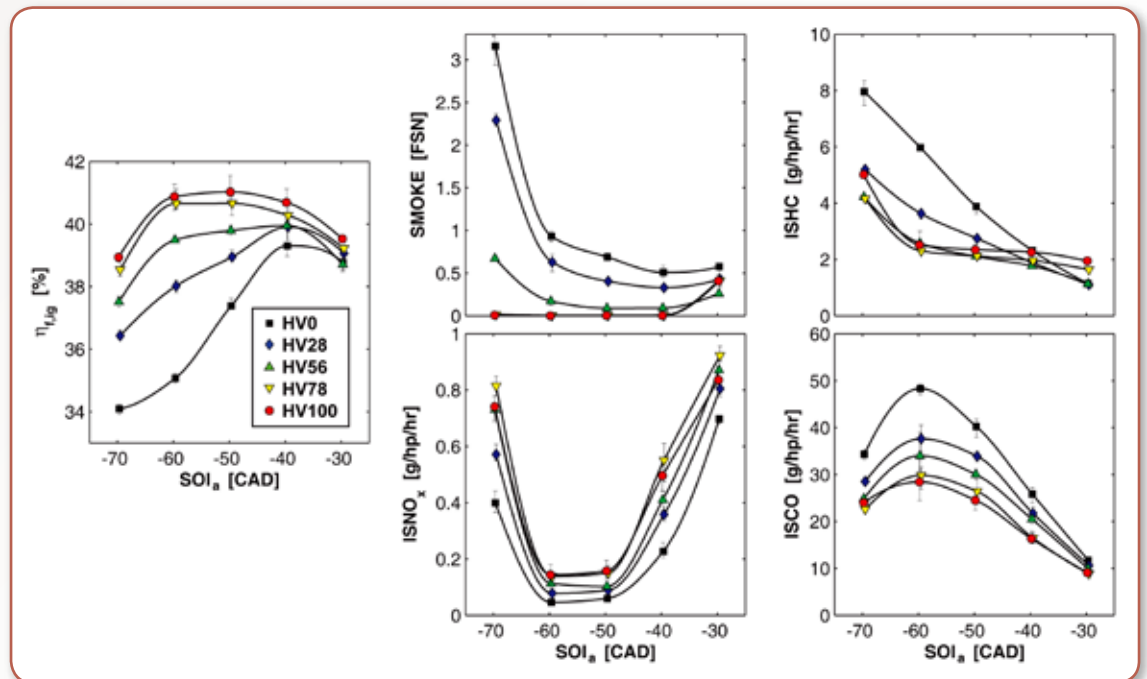 η_f,ig [%]
42
40
38
36
34
-70 -60 -50 -40 -30
SOI_a [CAD]
HV0
HV28
HV56
HV78
HV100
SMOKE [FSN]
3
2.5
2
1.5
1
0.5
0
ISHC [g/hp/hr]
10
8
6
4
2
0
ISNO_x [g/hp/hr]
1
0.8
0.6
0.4
0.2
0
-70 -60 -50 -40 -30
SOI_a [CAD]
ISCO [g/hp/hr]
60
50
40
30
20
10
0
-70 -60 -50 -40 -30
SOI_a [CAD]